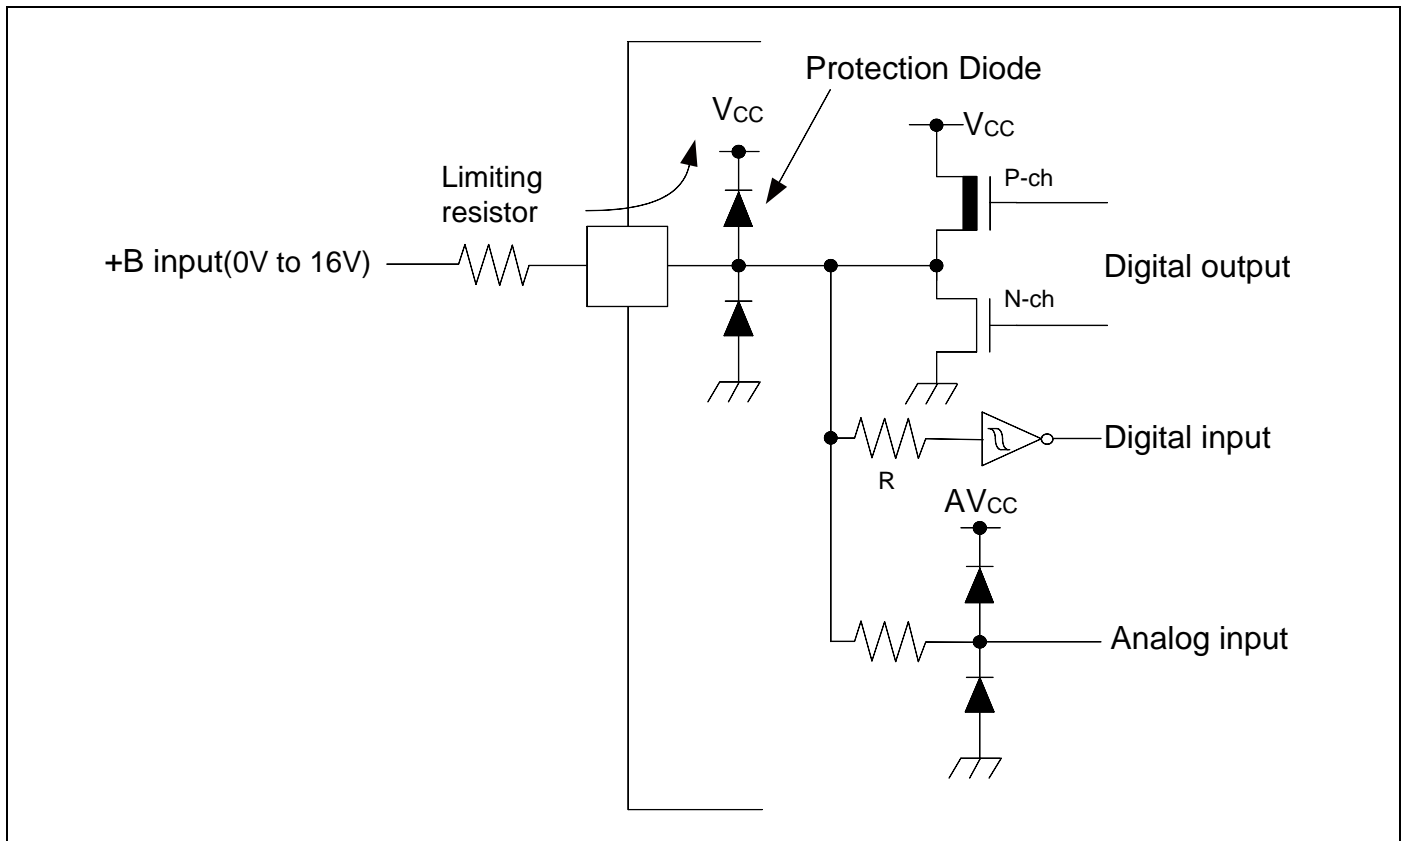 Protection Diode
VCC
VCC
Limiting
resistor
P-ch
+B input(0V to 16V)
Digital output
N-ch
Digital input
R
AVCC
Analog input